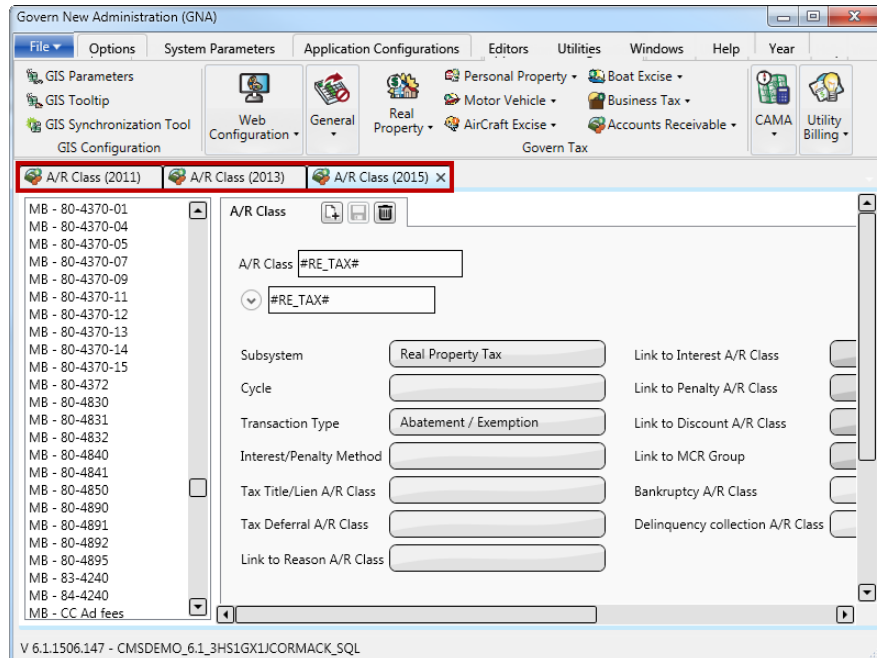 Govern New Administration (GNA)
File Options System Parameters Application Configurations Editors Utilities Windows Help Year
GIS Parameters
GIS Tooltip
GIS Synchronization Tool
GIS Configuration
Web Configuration
General
Real Property
Personal Property
Motor Vehicle
AirCraft Excise
Boat Excise
Business Tax
Accounts Receivable
Govern Tax
CAMA
Utility Billing
A/R Class (2011) A/R Class (2013) A/R Class (2015)
MB - 80-4370-01
MB - 80-4370-04
MB - 80-4370-05
MB - 80-4370-07
MB - 80-4370-09
MB - 80-4370-11
MB - 80-4370-12
MB - 80-4370-13
MB - 80-4370-14
MB - 80-4370-15
MB - 80-4372
MB - 80-4830
MB - 80-4831
MB - 80-4832
MB - 80-4840
MB - 80-4841
MB - 80-4850
MB - 80-4890
MB - 80-4891
MB - 80-4892
MB - 80-4895
MB - 83-4240
MB - 84-4240
MB - CC Ad fees
A/R Class
A/R Class #RE_TAX#
#RE_TAX#
Subsystem Real Property Tax
Cycle
Transaction Type Abatement / Exemption
Interest/Penalty Method
Tax Title/Lien A/R Class
Tax Deferral A/R Class
Link to Reason A/R Class
Link to Interest A/R Class
Link to Penalty A/R Class
Link to Discount A/R Class
Link to MCR Group
Bankruptcy A/R Class
Delinquency collection A/R Class
V 6.1.1506.147 - CMSDEMO_6.1_3HS1GX1JCORMACK_SQL